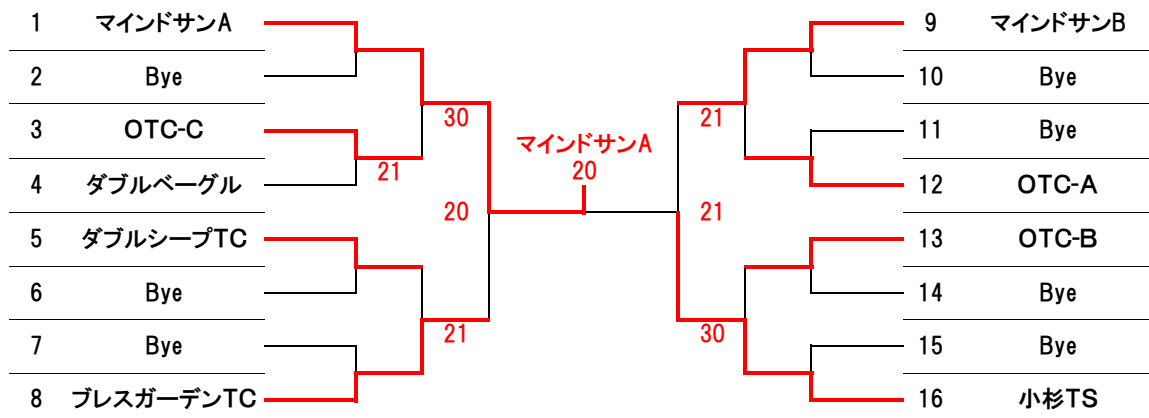 1 マインドサンA
2 Bye
3 OTC-C
4 ダブルベーグル
5 ダブルシープTC
6 Bye
7 Bye
8 ブレスガーデンTC
30
21
20
21
マインドサンA
20
21
21
30
9 マインドサンB
10 Bye
11 Bye
12 OTC-A
13 OTC-B
14 Bye
15 Bye
16 小杉TS